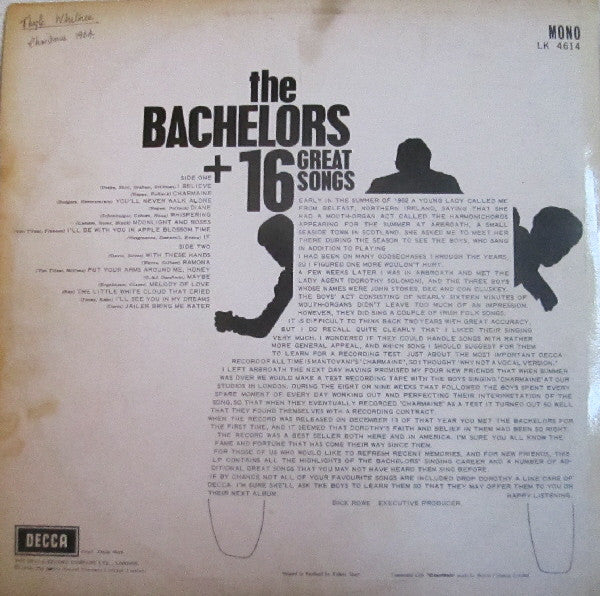 Christmas 1964
MONO
LK 4614
the
BACHELORS
+ 16 GREAT
SONGS
SIDE ONE
I BELIEVE
CHARMAINE
YOU'LL NEVER WALK ALONE
DIANE
WHISPERING
MOONLIGHT AND ROSES
I'LL BE WITH YOU IN APPLE BLOSSOM TIME
IF
SIDE TWO
WITH THESE HANDS
RAMONA
PUT YOUR ARMS AROUND ME, HONEY
MAYBE
MELODY OF LOVE
THE LITTLE WHITE CLOUD THAT CRIED
I'LL SEE YOU IN MY DREAMS
JAILER BRING ME WATER
EARLY IN THE SUMMER OF 1962 A YOUNG LADY CALLED ME
FROM BELFAST, NORTHERN IRELAND, SAYING THAT SHE
HAD A MOUTH-ORGAN ACT CALLED THE HARMONICHORDS
APPEARING FOR THE SUMMER AT ARBROATH, A SMALL
SEASIDE TOWN IN SCOTLAND. SHE ASKED ME TO MEET HER
THERE DURING THE SEASON TO SEE THE BOYS, WHO SANG
IN ADDITION TO PLAYING
I HAD BEEN ON MANY GOOSECHASES THROUGH THE YEARS
SO I FIGURED ONE MORE WOULDN'T HURT.
A FEW WEEKS LATER I WAS IN ARBROATH AND MET THE
LADY AGENT (DOROTHY SOLOMON), AND THE THREE BOYS
WHOSE NAMES WERE JOHN STOKES, DEC AND CON CLUSKEY.
THE BOYS' ACT CONSISTING OF NEARLY SIXTEEN MINUTES OF
MOUTH-ORGANS DIDN'T LEAVE TOO MUCH OF AN IMPRESSION.
HOWEVER, THEY DID SING A COUPLE OF IRISH FOLK SONGS.
IT IS DIFFICULT TO THINK BACK TWO YEARS WITH GREAT ACCURACY,
BUT I DO RECALL QUITE CLEARLY THAT I LIKED THEIR SINGING
VERY MUCH. I WONDERED IF THEY COULD HANDLE SONGS WITH RATHER
MORE GENERAL APPEAL, AND WHICH SONG I SHOULD SUGGEST FOR THEM
TO LEARN FOR A RECORDING TEST. JUST ABOUT THE MOST IMPORTANT DECCA
RECORD OF ALL TIME IS MANTOVANI'S 'CHARMAINE', SO I THOUGHT 'WHY NOT A VOCAL VERSION.'
I LEFT ARBROATH THE NEXT DAY HAVING PROMISED MY FOUR NEW FRIENDS THAT WHEN SUMMER
WAS OVER WE WOULD MAKE A TEST RECORDING TAPE WITH THE BOYS SINGING 'CHARMAINE' AT OUR
STUDIOS IN LONDON. DURING THE EIGHT OR NINE WEEKS THAT FOLLOWED THE BOYS SPENT EVERY
SPARE MOMENT OF EVERY DAY WORKING OUT AND PERFECTING THEIR INTERPRETATION OF THE
SONG, SO THAT WHEN THEY EVENTUALLY RECORDED 'CHARMAINE' AS A TEST IT TURNED OUT SO WELL
THAT THEY FOUND THEMSELVES WITH A RECORDING CONTRACT.
WHEN THE RECORD WAS RELEASED ON DECEMBER 13 OF THAT YEAR YOU MET THE BACHELORS FOR
THE FIRST TIME, AND IT SEEMED THAT DOROTHY'S FAITH AND BELIEF IN THEM HAD BEEN SO RIGHT.
THE RECORD WAS A BEST SELLER BOTH HERE AND IN AMERICA. I'M SURE YOU ALL KNOW THE
FAME AND FORTUNE THAT HAS COME THEIR WAY SINCE THEN.
FOR THOSE OF US WHO WOULD LIKE TO REFRESH RECENT MEMORIES, AND FOR NEW FRIENDS, THIS
LP CONTAINS ALL THE HIGHLIGHTS OF THE BACHELORS' SINGING CAREER AND A NUMBER OF AD-
DITIONAL GREAT SONGS THAT YOU MAY NOT HAVE HEARD THEM SING BEFORE.
IF BY CHANCE NOT ALL OF YOUR FAVOURITE SONGS ARE INCLUDED DROP DOROTHY A LINE CARE OF
DECCA. I'M SURE SHE'LL ASK THE BOYS TO LEARN THEM SO THAT THEY MAY OFFER THEM TO YOU ON
THEIR NEXT ALBUM.
HAPPY LISTENING.
DICK ROWE EXECUTIVE PRODUCER
DECCA